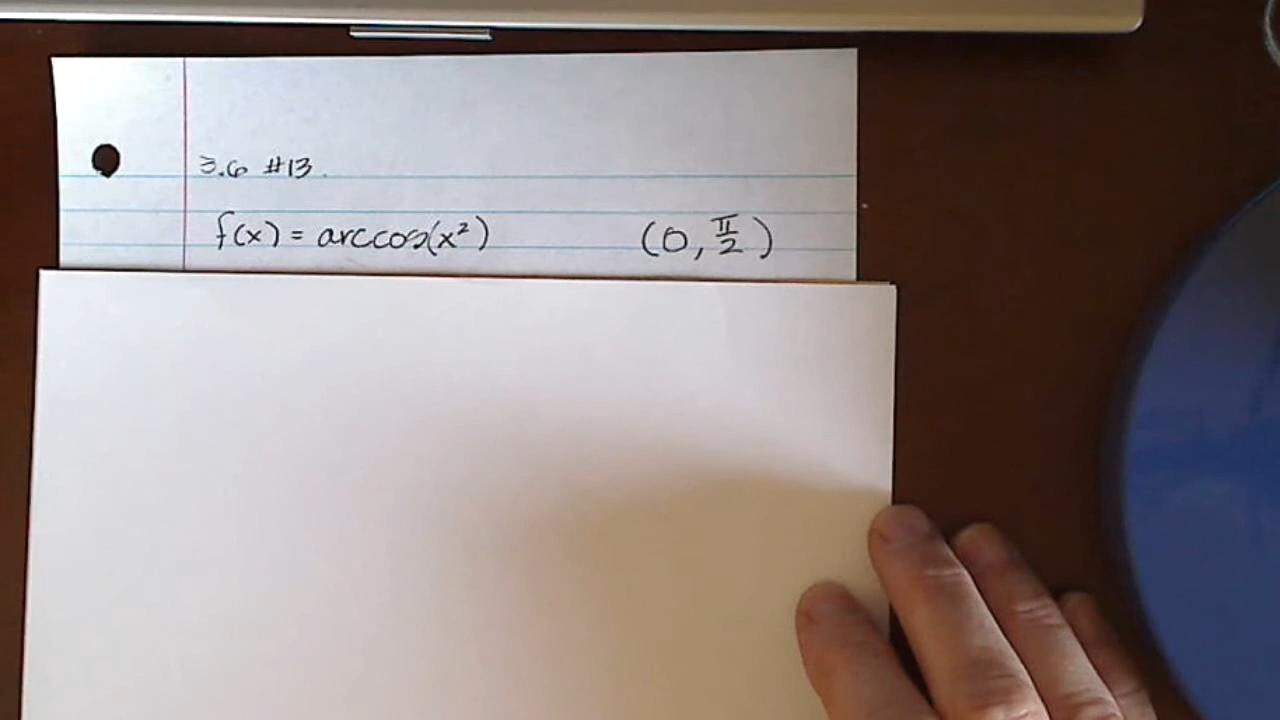 3.6 #13.
f(x) = arccos(x²) (0, π/2)